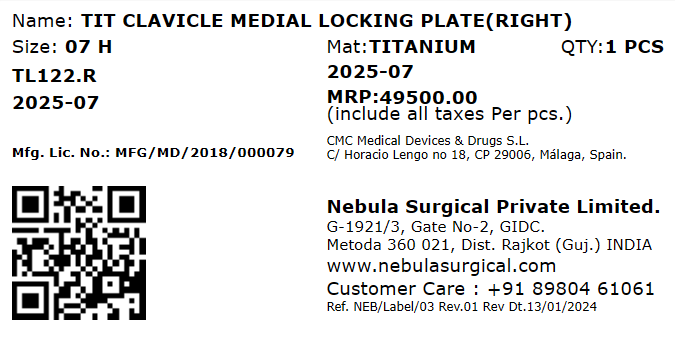 Name: TIT CLAVICLE MEDIAL LOCKING PLATE(RIGHT)
Size: 07 H
Mat:TITANIUM
QTY:1 PCS
TL122.R
2025-07
2025-07
MRP:49500.00
(include all taxes Per pcs.)
Mfg. Lic. No.: MFG/MD/2018/000079
CMC Medical Devices & Drugs S.L.
C/ Horacio Lengo no 18, CP 29006, Málaga, Spain.
Nebula Surgical Private Limited.
G-1921/3, Gate No-2, GIDC.
Metoda 360 021, Dist. Rajkot (Guj.) INDIA
www.nebulasurgical.com
Customer Care : +91 89804 61061
Ref. NEB/Label/03 Rev.01 Rev Dt.13/01/2024